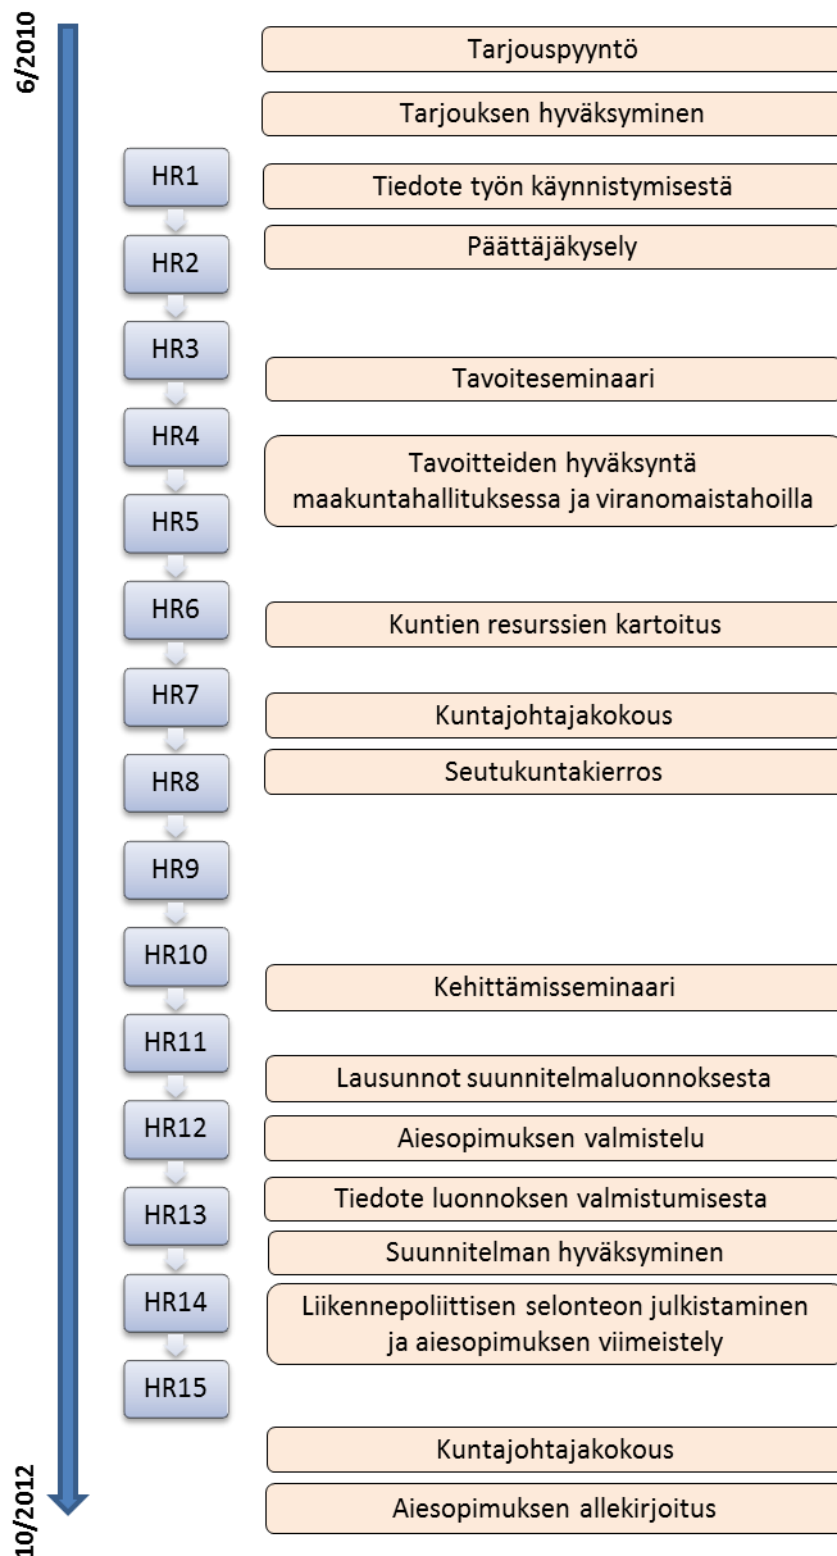 6/2010
Tarjouspyyntö
Tarjouksen hyväksyminen
HR1
Tiedote työn käynnistymisestä
Päättäjäkysely
HR2
HR3
Tavoiteseminaari
HR4
Tavoitteiden hyväksyntä
maakuntahallituksessa ja viranomaistahoilla
HR5
HR6
Kuntien resurssien kartoitus
HR7
Kuntajohtajakokous
Seutukuntakierros
HR8
HR9
HR10
Kehittämisseminaari
HR11
Lausunnot suunnitelmaluonnoksesta
HR12
Aiesopimuksen valmistelu
Tiedote luonnoksen valmistumisesta
HR13
Suunnitelman hyväksyminen
HR14
Liikennepoliittisen selonteon julkistaminen
ja aiesopimuksen viimeistely
HR15
Kuntajohtajakokous
Aiesopimuksen allekirjoitus
10/2012